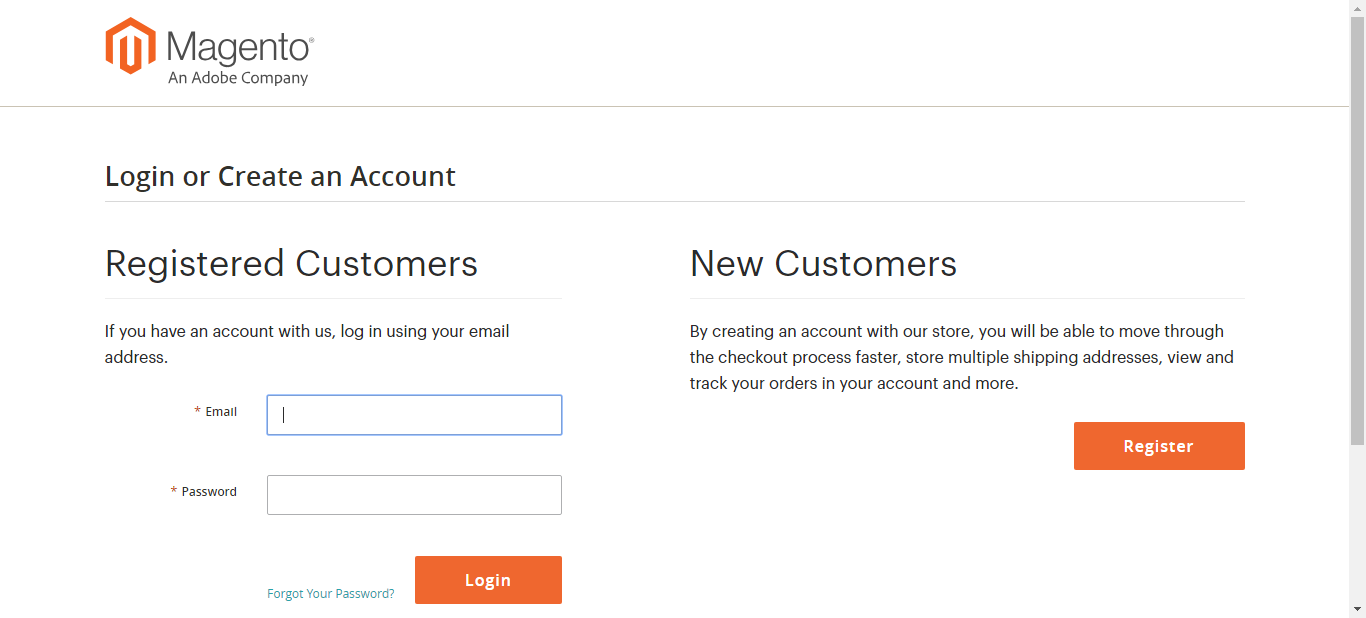 Magento®
An Adobe Company
Login or Create an Account
Registered Customers
If you have an account with us, log in using your email
address.
* Email
* Password
Forgot Your Password?
Login
New Customers
By creating an account with our store, you will be able to move through
the checkout process faster, store multiple shipping addresses, view and
track your orders in your account and more.
Register